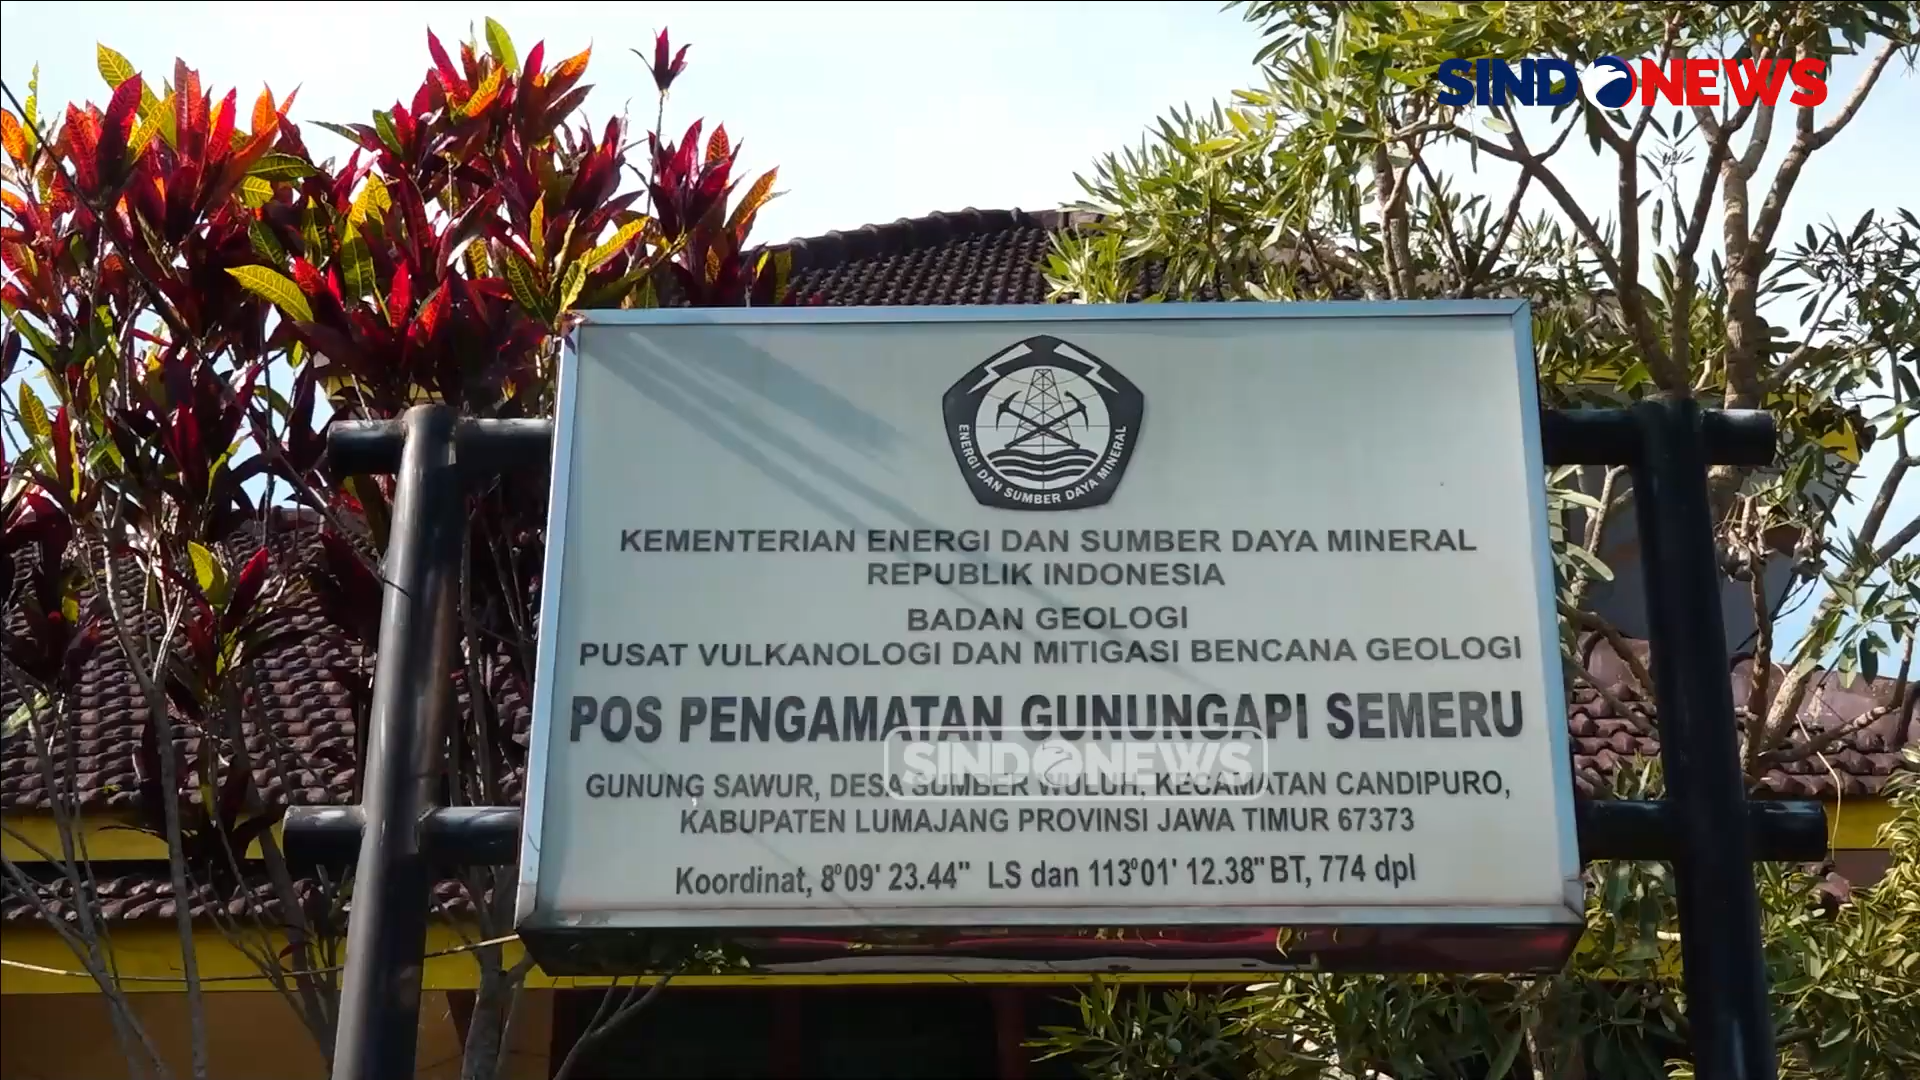 SINDONEWS
ENERGI DAN SUMBER DAYA MINERAL
KEMENTERIAN ENERGI DAN SUMBER DAYA MINERAL
REPUBLIK INDONESIA
BADAN GEOLOGI
PUSAT VULKANOLOGI DAN MITIGASI BENCANA GEOLOGI
POS PENGAMATAN GUNUNGAPI SEMERU
SINDONEWS
GUNUNG SAWUR, DESA SUMBER WULUH, KECAMATAN CANDIPURO,
KABUPATEN LUMAJANG PROVINSI JAWA TIMUR 67373
Koordinat, 8°09' 23.44" LS dan 113°01' 12.38" BT, 774 dpl